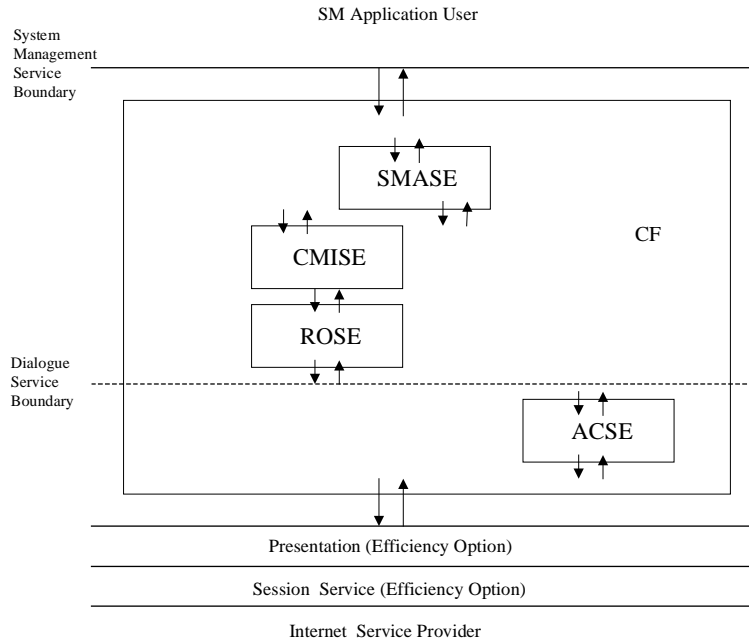 SM Application User
System
Management
Service
Boundary
SMASE
CF
CMISE
ROSE
Dialogue
Service
Boundary
ACSE
Presentation (Efficiency Option)
Session Service (Efficiency Option)
Internet Service Provider